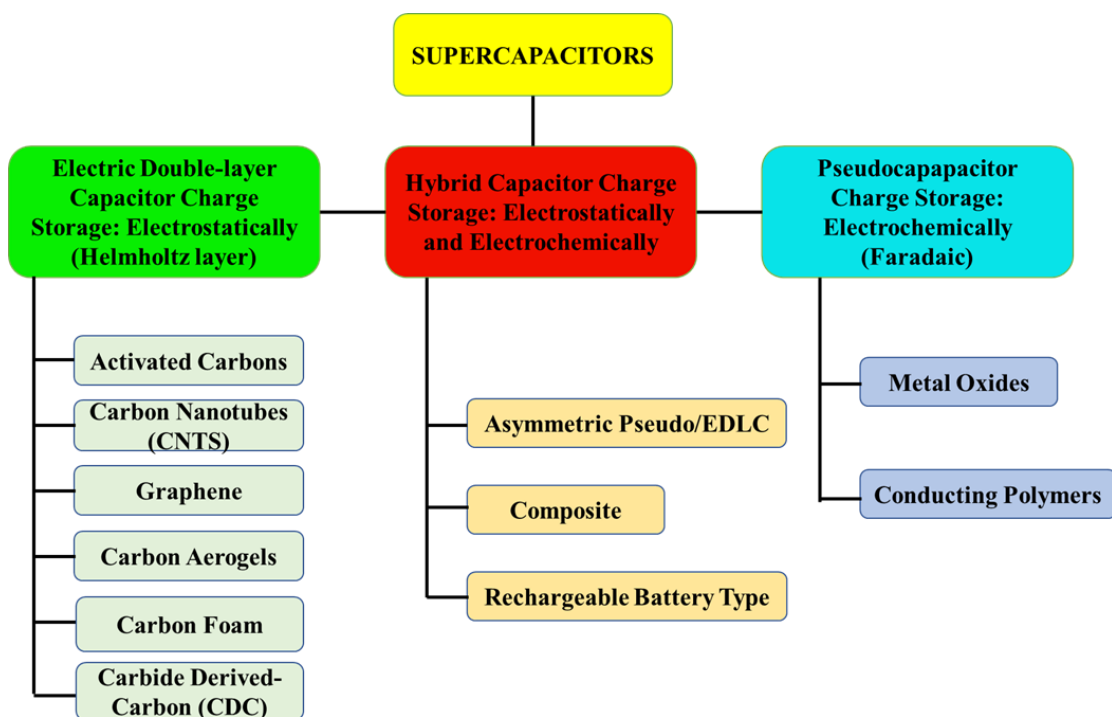 SUPERCAPACITORS
Electric Double-layer
Capacitor Charge
Storage: Electrostatically
(Helmholtz layer)
Hybrid Capacitor Charge
Storage: Electrostatically
and Electrochemically
Pseudocapapacitor
Charge Storage:
Electrochemically
(Faradaic)
Activated Carbons
Carbon Nanotubes
(CNTS)
Graphene
Carbon Aerogels
Carbon Foam
Carbide Derived-
Carbon (CDC)
Asymmetric Pseudo/EDLC
Composite
Rechargeable Battery Type
Metal Oxides
Conducting Polymers